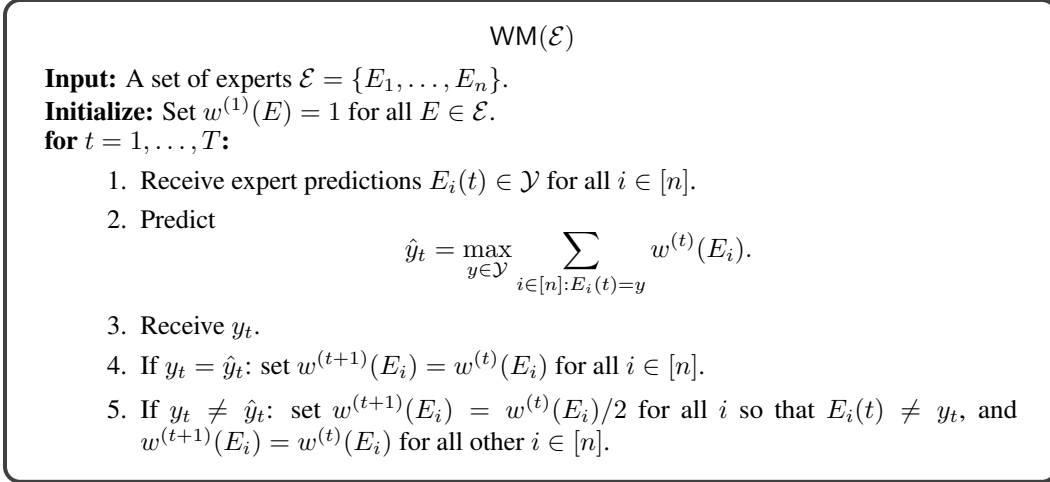 WM(ℰ)
Input: A set of experts ℰ = {E₁, . . . , Eₙ}.
Initialize: Set w⁽¹⁾(E) = 1 for all E ∈ ℰ.
for t = 1, . . . , T:
1. Receive expert predictions Eᵢ(t) ∈ 𝒴 for all i ∈ [n].
2. Predict
ŷₜ = max_{y∈𝒴} ∑_{i∈[n]:Eᵢ(t)=y} w⁽ᵗ⁾(Eᵢ).
3. Receive yₜ.
4. If yₜ = ŷₜ: set w⁽ᵗ⁺¹⁾(Eᵢ) = w⁽ᵗ⁾(Eᵢ) for all i ∈ [n].
5. If yₜ ≠ ŷₜ: set w⁽ᵗ⁺¹⁾(Eᵢ) = w⁽ᵗ⁾(Eᵢ)/2 for all i so that Eᵢ(t) ≠ yₜ, and
w⁽ᵗ⁺¹⁾(Eᵢ) = w⁽ᵗ⁾(Eᵢ) for all other i ∈ [n].